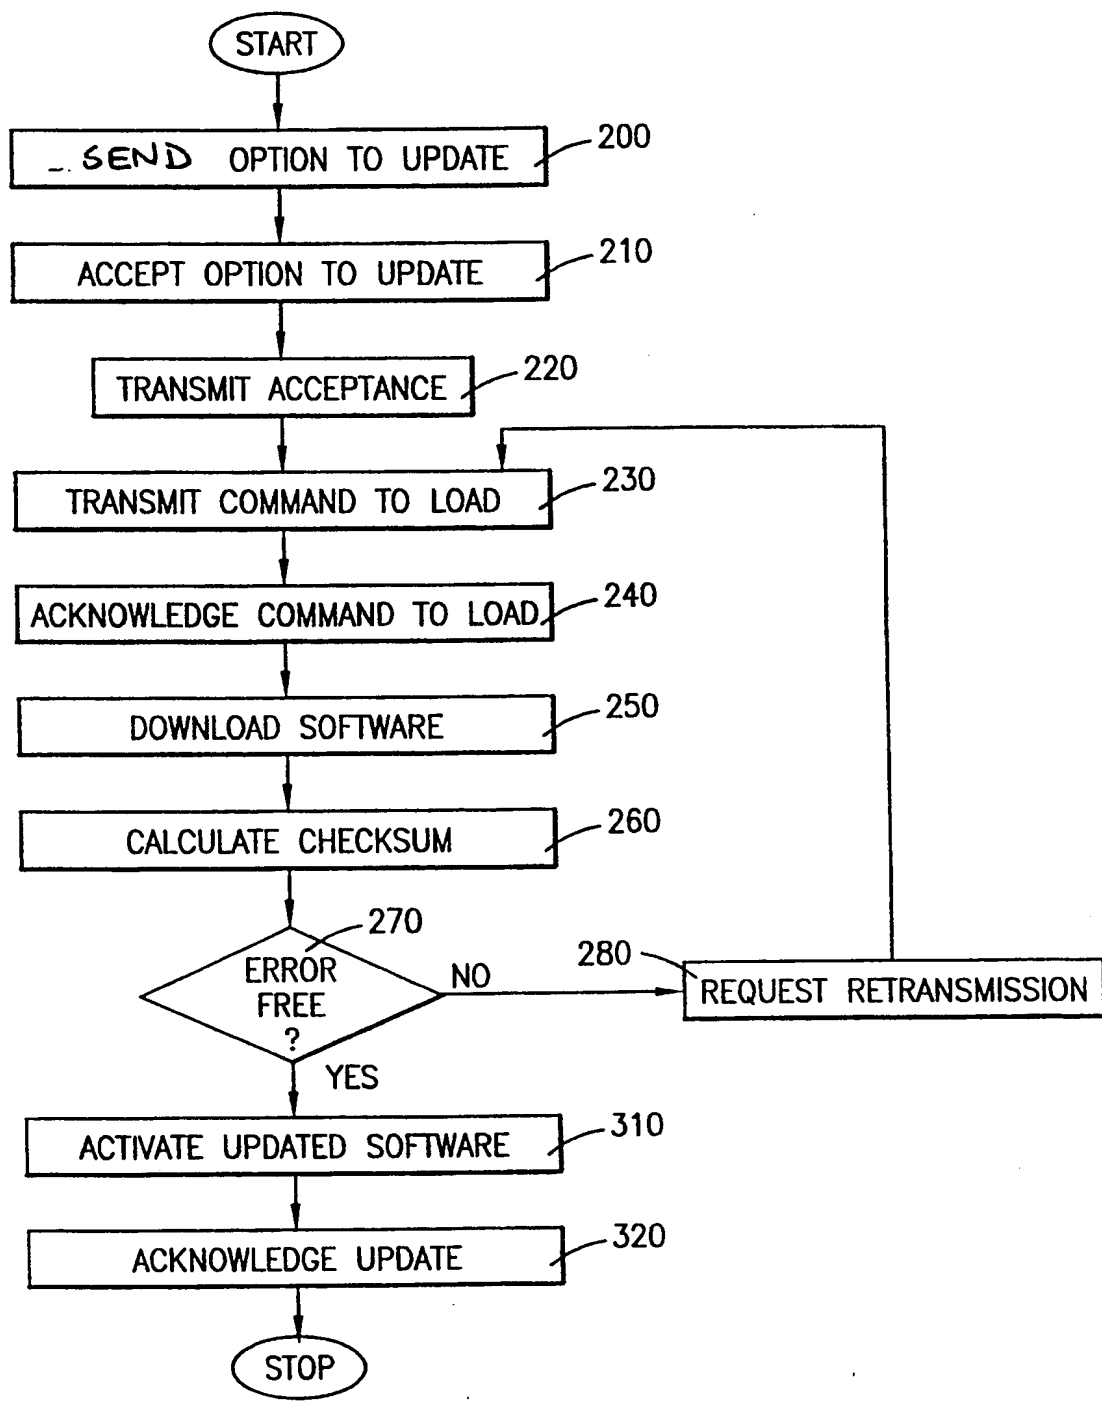 START
SEND OPTION TO UPDATE
200
ACCEPT OPTION TO UPDATE
210
TRANSMIT ACCEPTANCE
220
TRANSMIT COMMAND TO LOAD
230
ACKNOWLEDGE COMMAND TO LOAD
240
DOWNLOAD SOFTWARE
250
CALCULATE CHECKSUM
260
270
ERROR
FREE
?
NO
280
REQUEST RETRANSMISSION
YES
ACTIVATE UPDATED SOFTWARE
310
ACKNOWLEDGE UPDATE
320
STOP